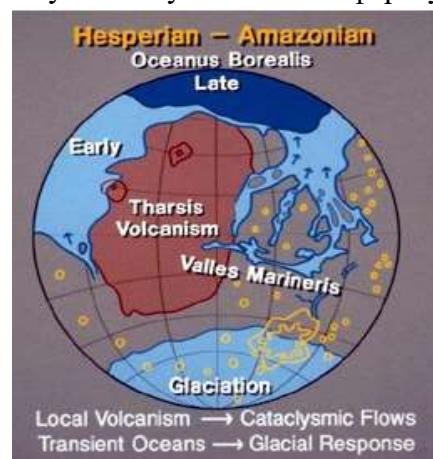 Hesperian – Amazonian
Oceanus Borealis
Late
Early
Tharsis
Volcanism
Valles Marineris
Glaciation
Local Volcanism → Cataclysmic Flows
Transient Oceans → Glacial Response